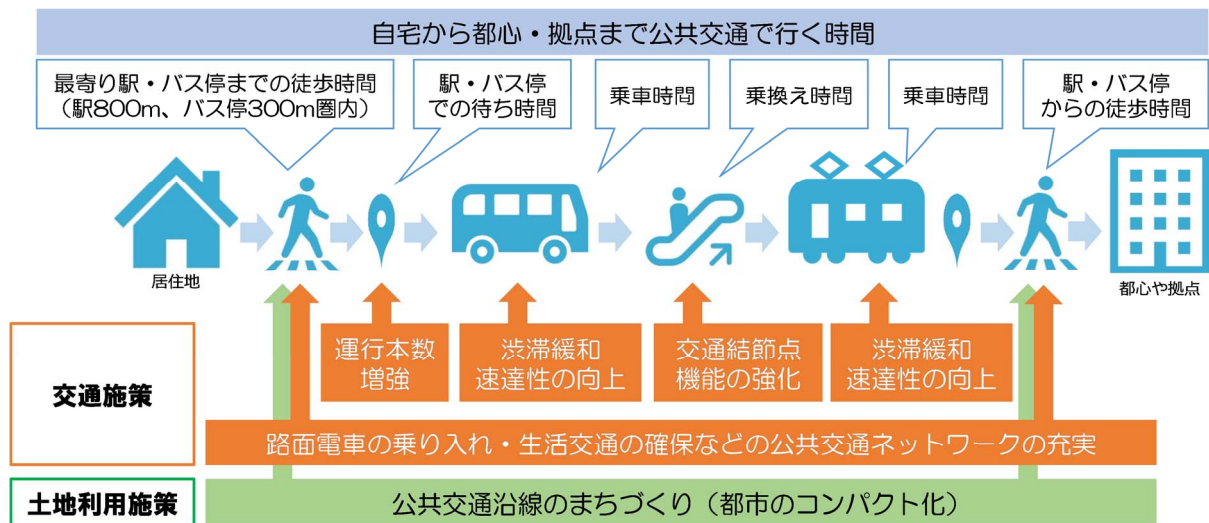 自宅から都心・拠点まで公共交通で行く時間
最寄り駅・バス停までの徒歩時間
（駅800m、バス停300m圏内）
駅・バス停
での待ち時間
乗車時間
乗換え時間
乗車時間
駅・バス停
からの徒歩時間
居住地
都心や拠点
交通施策
運行本数
増強
渋滞緩和
速達性の向上
交通結節点
機能の強化
渋滞緩和
速達性の向上
路面電車の乗り入れ・生活交通の確保などの公共交通ネットワークの充実
土地利用施策
公共交通沿線のまちづくり（都市のコンパクト化）